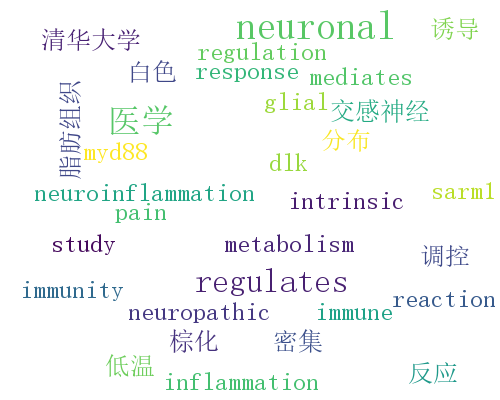 neuronal
诱导
清华大学
regulation
白色
response
mediates
脂肪组织
glial
交感神经
医学
分布
myd88
dlk
neuroinflammation
intrinsic
sarm1
pain
study
metabolism
调控
regulates
immunity
reaction
neuropathic
immune
棕化
密集
低温
反应
inflammation